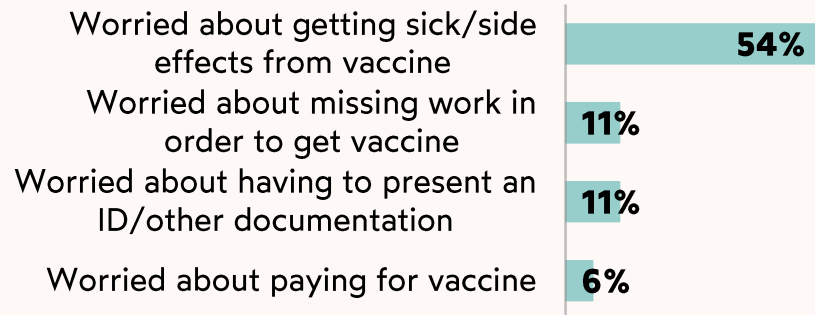 Worried about getting sick/side
effects from vaccine
54%
Worried about missing work in
order to get vaccine
11%
Worried about having to present an
ID/other documentation
11%
Worried about paying for vaccine
6%